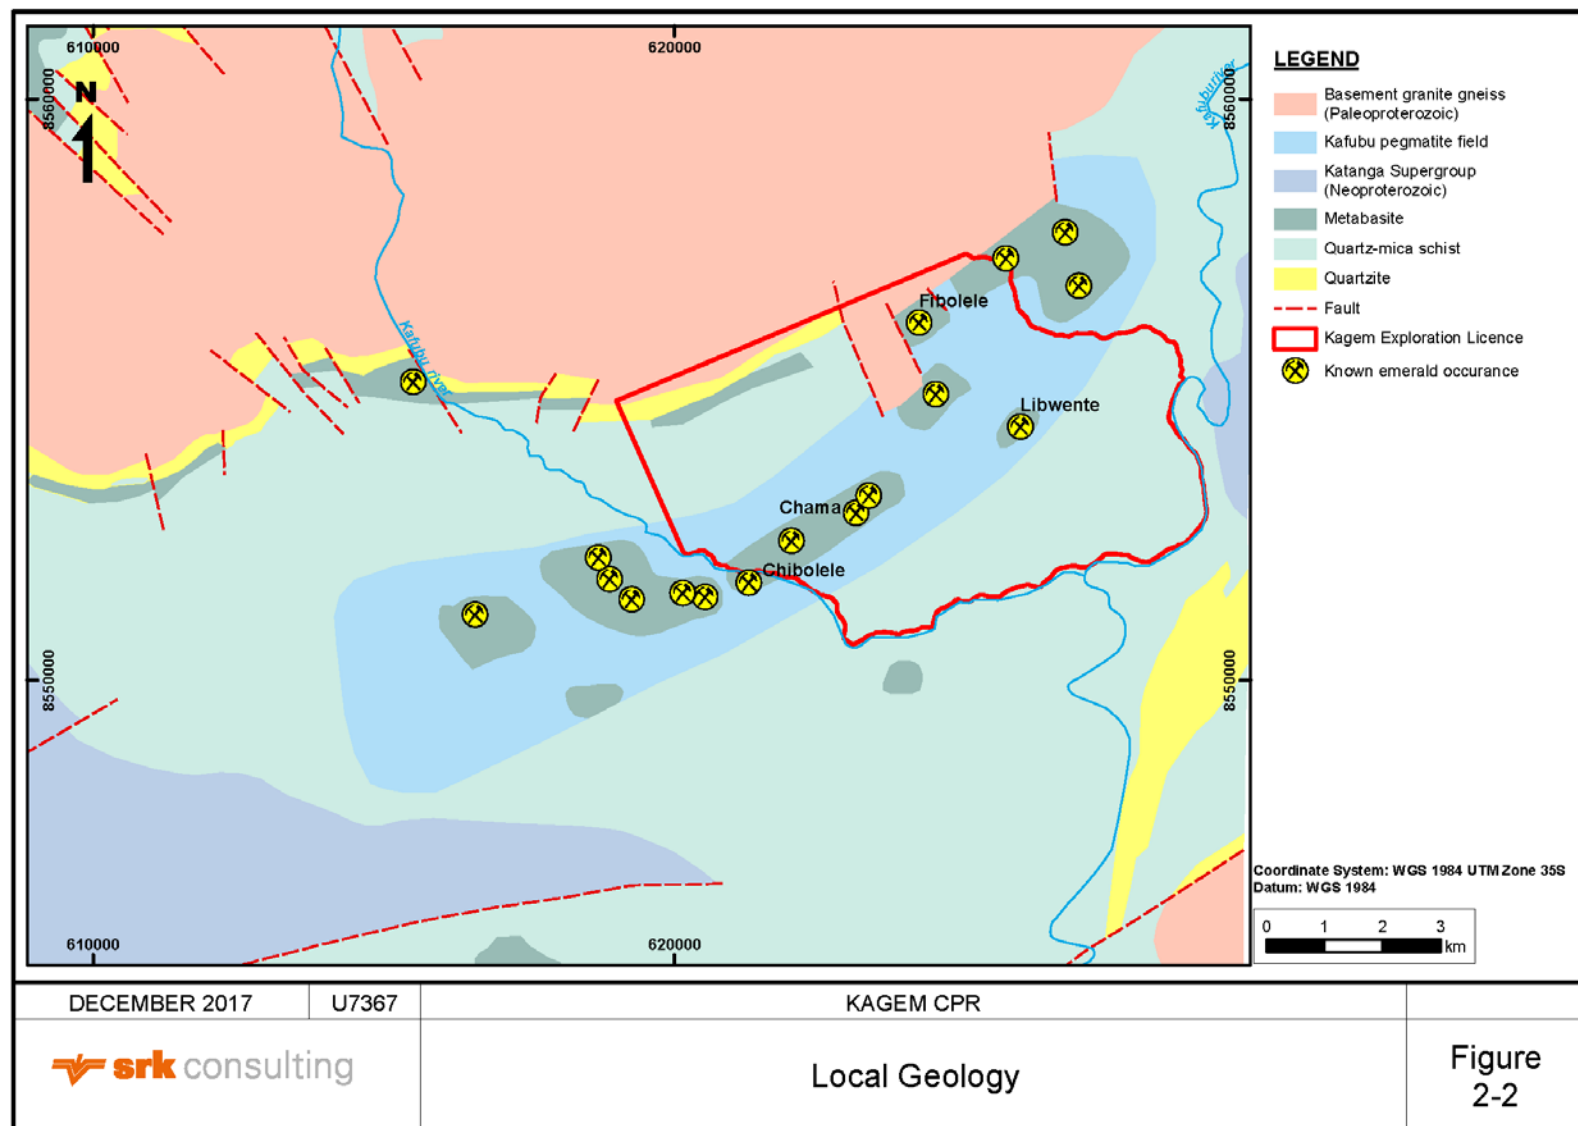 610000
620000
N
8560000
8560000
Kafuburiver
LEGEND
Basement granite gneiss
(Paleoproterozoic)
Kafubu pegmatite field
Katanga Supergroup
(Neoproterozoic)
Metabasite
Quartz-mica schist
Quartzite
Fault
Kagem Exploration Licence
Known emerald occurance
Fibolele
Kafubu river
Libwente
Chama
Chibolele
8550000
8550000
610000
620000
Coordinate System: WGS 1984 UTM Zone 35S
Datum: WGS 1984
0 1 2 3
km
DECEMBER 2017
U7367
KAGEM CPR
srk consulting
Local Geology
Figure
2-2